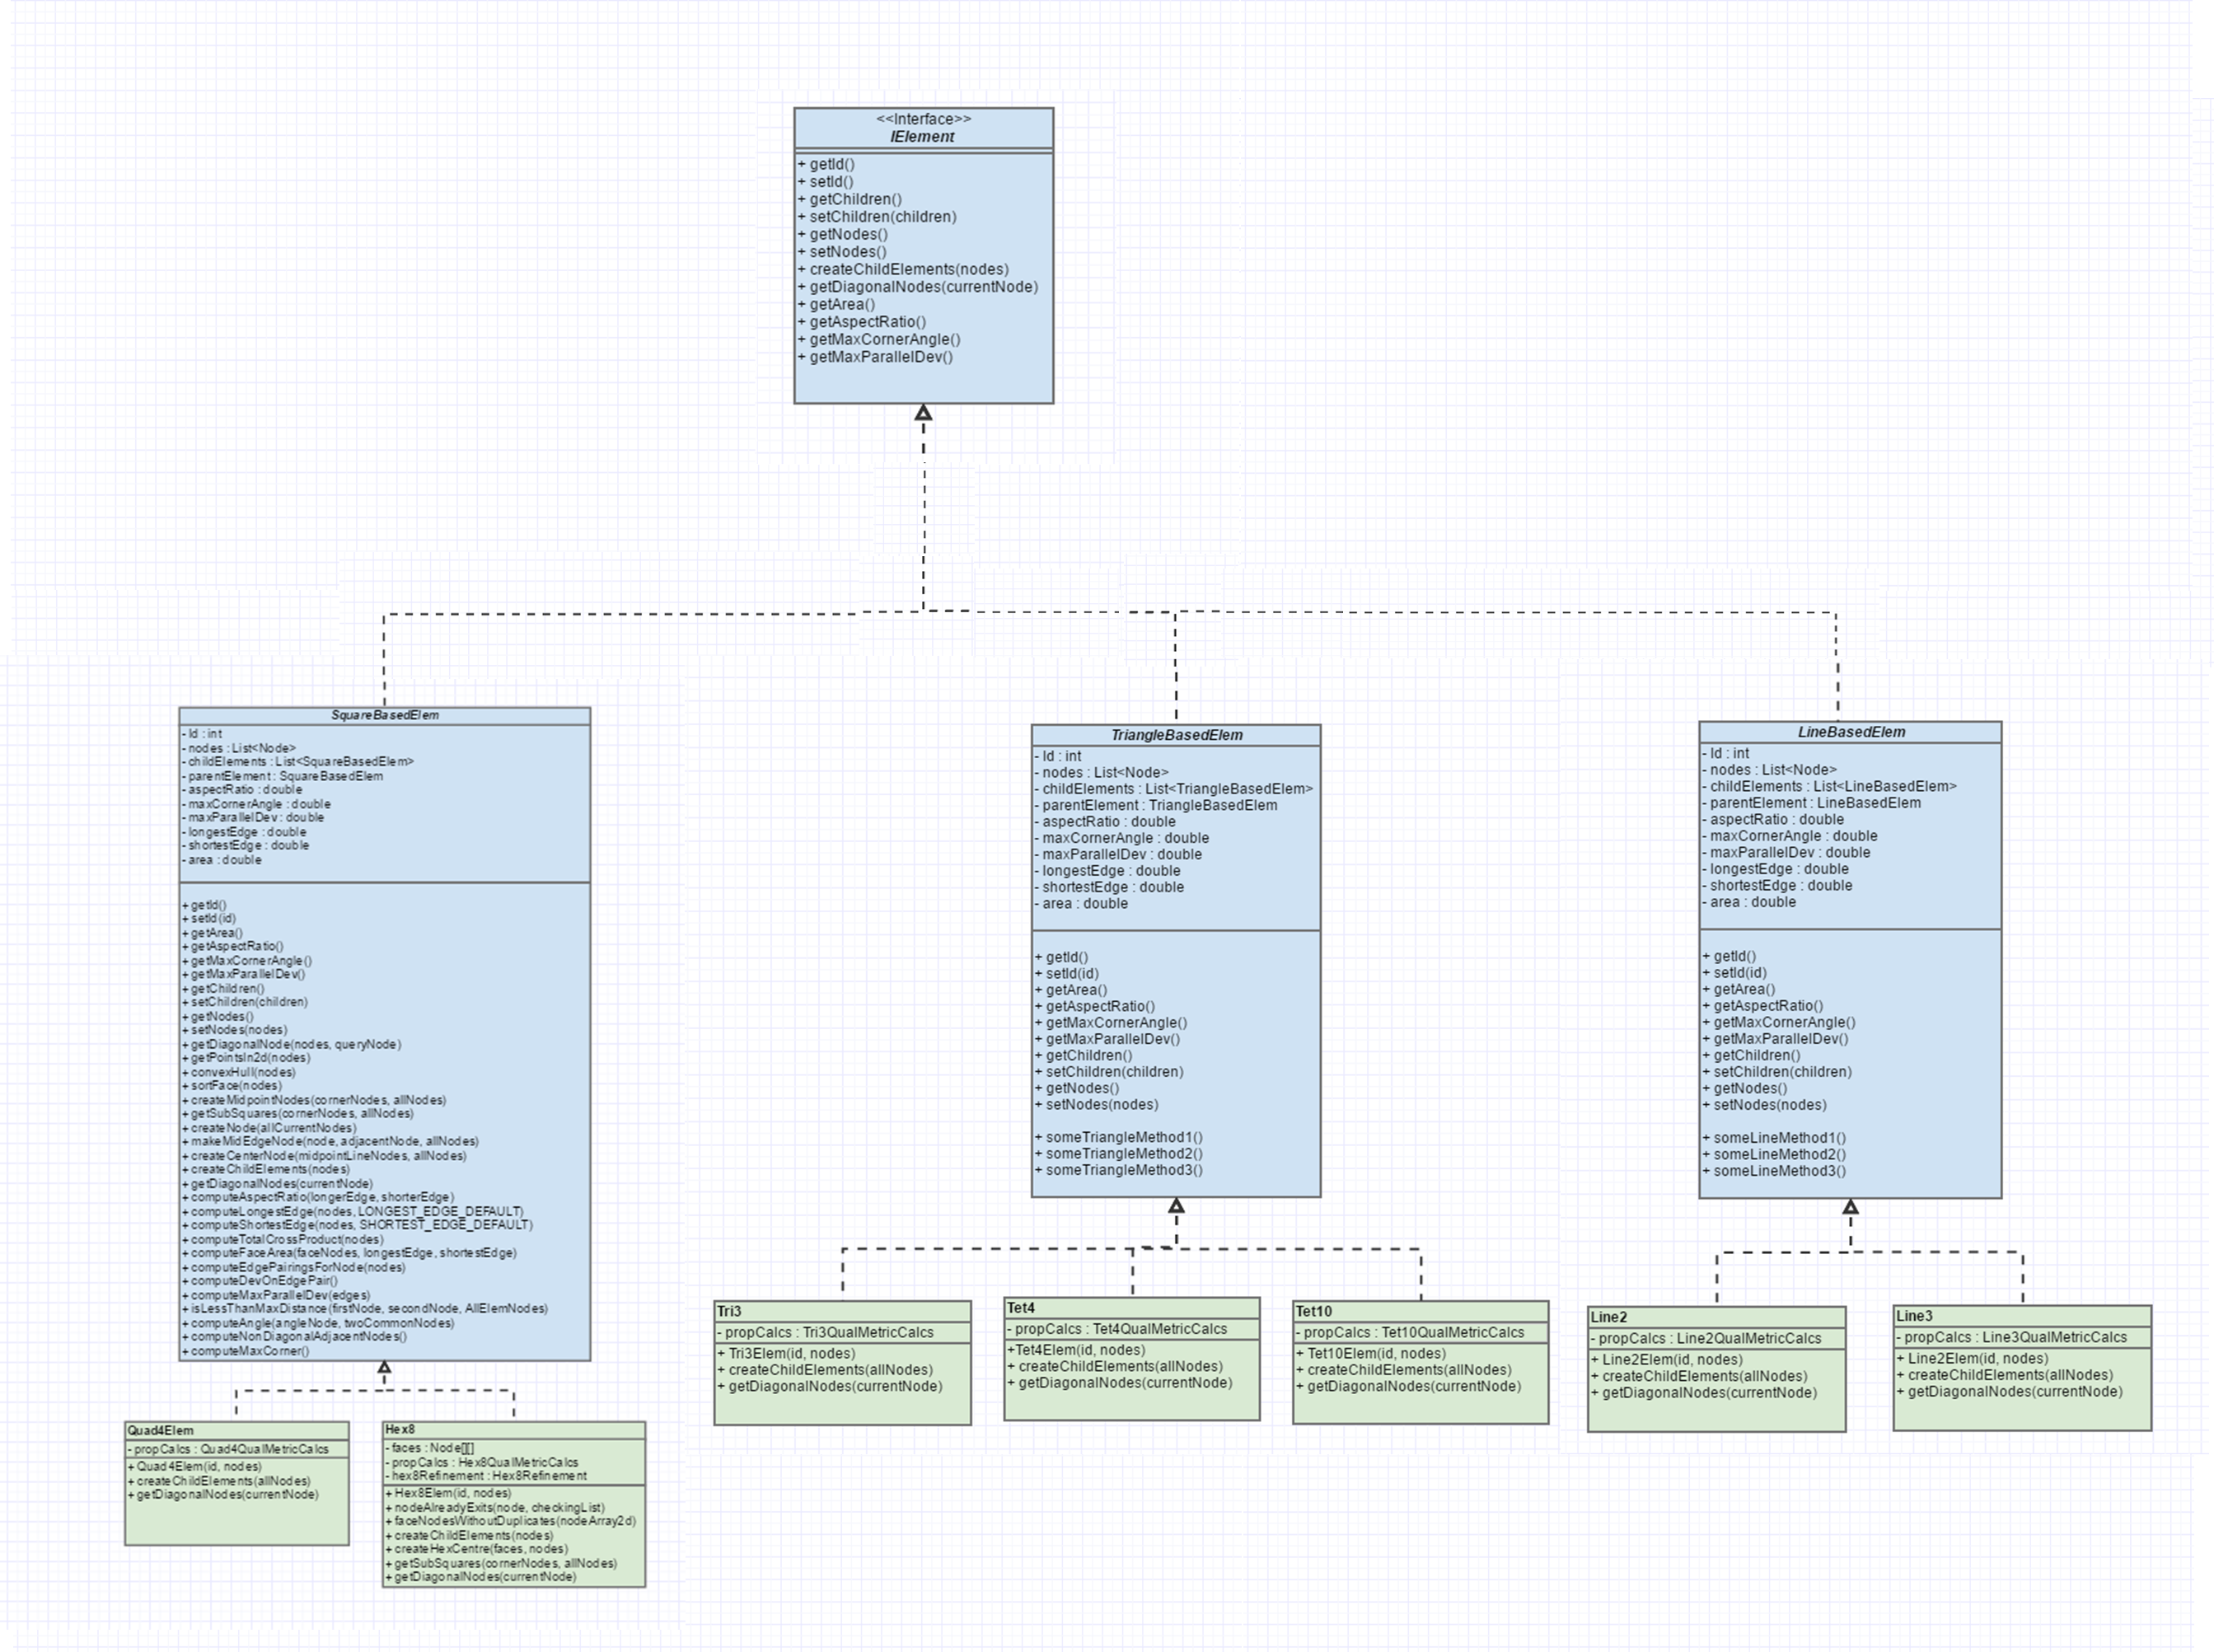 <<Interface>>
IElement
+ getId()
+ setId()
+ getChildren()
+ setChildren(children)
+ getNodes()
+ setNodes()
+ createChildElements(nodes)
+ getDiagonalNodes(currentNode)
+ getArea()
+ getAspectRatio()
+ getMaxCornerAngle()
+ getMaxParallelDev()
SquareBasedElem
- Id : int
- nodes : List<Node>
- childElements : List<SquareBasedElem>
- parentElement : SquareBasedElem
- aspectRatio : double
- maxCornerAngle : double
- maxParallelDev : double
- longestEdge : double
- shortestEdge : double
- area : double
+ getId()
+ setId(id)
+ getArea()
+ getAspectRatio()
+ getMaxCornerAngle()
+ getMaxParallelDev()
+ getChildren()
+ setChildren(children)
+ getNodes()
+ setNodes(nodes)
+ getDiagonalNode(nodes, queryNode)
+ getPointsIn2d(nodes)
+ convexHull(nodes)
+ sortFace(nodes)
+ createMidpointNodes(cornerNodes, allNodes)
+ getSubSquares(cornerNodes, allNodes)
+ createNode(allCurrentNodes)
+ makeMidEdgeNode(node, adjacentNode, allNodes)
+ createCenterNode(midpointLineNodes, allNodes)
+ createChildElements(nodes)
+ getDiagonalNodes(currentNode)
+ computeAspectRatio(longerEdge, shorterEdge)
+ computeLongestEdge(nodes, LONGEST_EDGE_DEFAULT)
+ computeShortestEdge(nodes, SHORTEST_EDGE_DEFAULT)
+ computeTotalCrossProduct(nodes)
+ computeFaceArea(faceNodes, longestEdge, shortestEdge)
+ computeEdgePairingsForNode(nodes)
+ computeDevOnEdgePair()
+ computeMaxParallelDev(edges)
+ isLessThanMaxDistance(firstNode, secondNode, AllElemNodes)
+ computeAngle(angleNode, twoCommonNodes)
+ computeNonDiagonalAdjacentNodes()
+ computeMaxCorner()
TriangleBasedElem
- Id : int
- nodes : List<Node>
- childElements : List<TriangleBasedElem>
- parentElement : TriangleBasedElem
- aspectRatio : double
- maxCornerAngle : double
- maxParallelDev : double
- longestEdge : double
- shortestEdge : double
- area : double
+ getId()
+ setId(id)
+ getArea()
+ getAspectRatio()
+ getMaxCornerAngle()
+ getMaxParallelDev()
+ getChildren()
+ setChildren(children)
+ getNodes()
+ setNodes(nodes)
+ someTriangleMethod1()
+ someTriangleMethod2()
+ someTriangleMethod3()
LineBasedElem
- Id : int
- nodes : List<Node>
- childElements : List<LineBasedElem>
- parentElement : LineBasedElem
- aspectRatio : double
- maxCornerAngle : double
- maxParallelDev : double
- longestEdge : double
- shortestEdge : double
- area : double
+ getId()
+ setId(id)
+ getArea()
+ getAspectRatio()
+ getMaxCornerAngle()
+ getMaxParallelDev()
+ getChildren()
+ setChildren(children)
+ getNodes()
+ setNodes(nodes)
+ someLineMethod1()
+ someLineMethod2()
+ someLineMethod3()
Quad4Elem
- propCalcs : Quad4QualMetricCalcs
+ Quad4Elem(id, nodes)
+ createChildElements(allNodes)
+ getDiagonalNodes(currentNode)
Hex8
- faces : Node[][]
- propCalcs : Hex8QualMetricCalcs
- hex8Refinement : Hex8Refinement
+ Hex8Elem(id, nodes)
+ nodeAlreadyExits(node, checkingList)
+ faceNodesWithoutDuplicates(nodeArray2d)
+ createChildElements(nodes)
+ createHexCentre(faces, nodes)
+ getSubSquares(cornerNodes, allNodes)
+ getDiagonalNodes(currentNode)
Tri3
- propCalcs : Tri3QualMetricCalcs
+ Tri3Elem(id, nodes)
+ createChildElements(allNodes)
+ getDiagonalNodes(currentNode)
Tet4
- propCalcs : Tet4QualMetricCalcs
+Tet4Elem(id, nodes)
+ createChildElements(allNodes)
+ getDiagonalNodes(currentNode)
Tet10
- propCalcs : Tet10QualMetricCalcs
+ Tet10Elem(id, nodes)
+ createChildElements(allNodes)
+ getDiagonalNodes(currentNode)
Line2
- propCalcs : Line2QualMetricCalcs
+ Line2Elem(id, nodes)
+ createChildElements(allNodes)
+ getDiagonalNodes(currentNode)
Line3
- propCalcs : Line3QualMetricCalcs
+ Line2Elem(id, nodes)
+ createChildElements(allNodes)
+ getDiagonalNodes(currentNode)